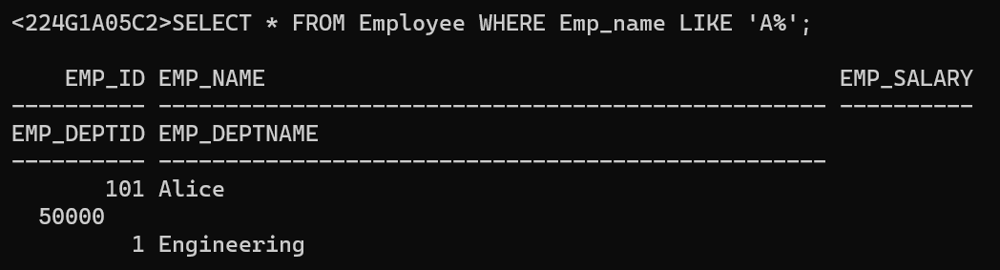 <224G1A05C2>SELECT * FROM Employee WHERE Emp_name LIKE 'A%';
EMP_ID EMP_NAME EMP_SALARY
---------- -------------------------------------------------- ----------
EMP_DEPTID EMP_DEPTNAME
---------- --------------------------------------------------
101 Alice
50000
1 Engineering